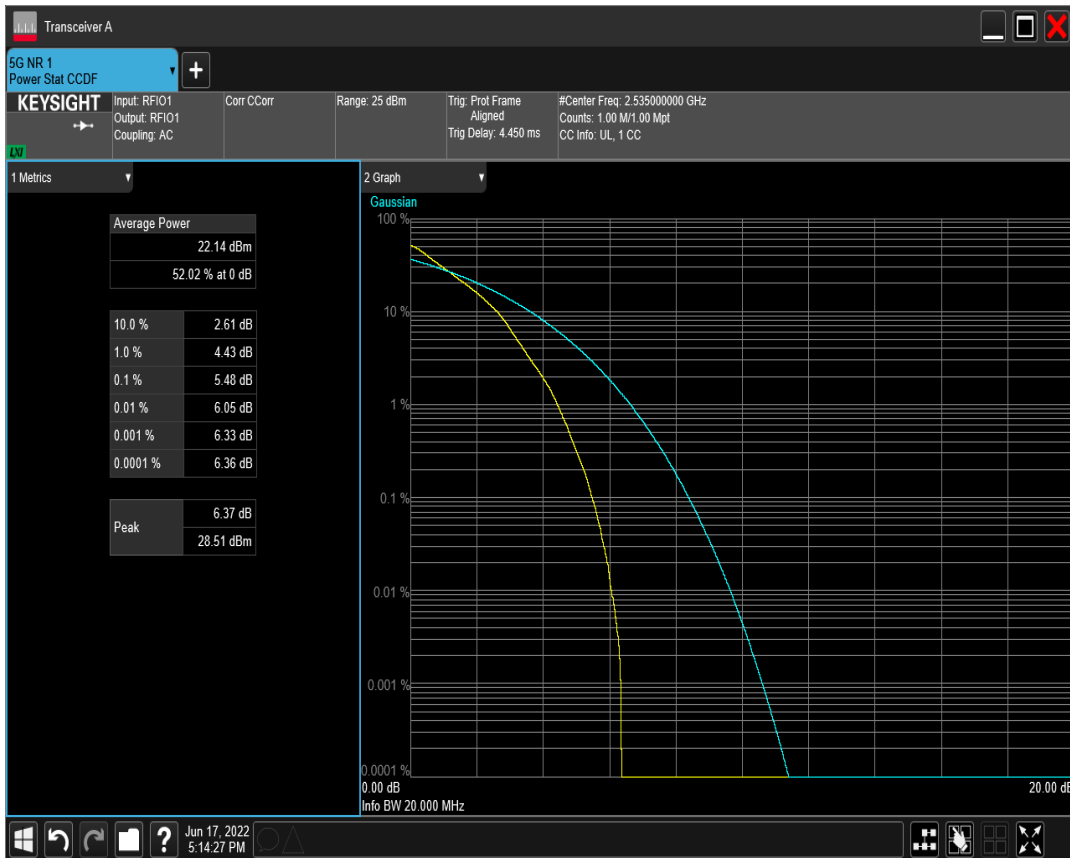 Transceiver A
5G NR 1
Power Stat CCDF
KEYSIGHT
LXI
Input: RFIO1
Output: RFIO1
Coupling: AC
Corr CCorr
Range: 25 dBm
Trig: Prot Frame
Aligned
Trig Delay: 4.450 ms
#Center Freq: 2.535000000 GHz
Counts: 1.00 M/1.00 Mpt
CC Info: UL, 1 CC
1 Metrics
Average Power
22.14 dBm
52.02 % at 0 dB
10.0 % 2.61 dB
1.0 % 4.43 dB
0.1 % 5.48 dB
0.01 % 6.05 dB
0.001 % 6.33 dB
0.0001 % 6.36 dB
Peak 6.37 dB
28.51 dBm
2 Graph
Gaussian
100 %
10 %
1 %
0.1 %
0.01 %
0.001 %
0.0001 %
0.00 dB 20.00 dB
Info BW 20.000 MHz
? Jun 17, 2022
5:14:27 PM